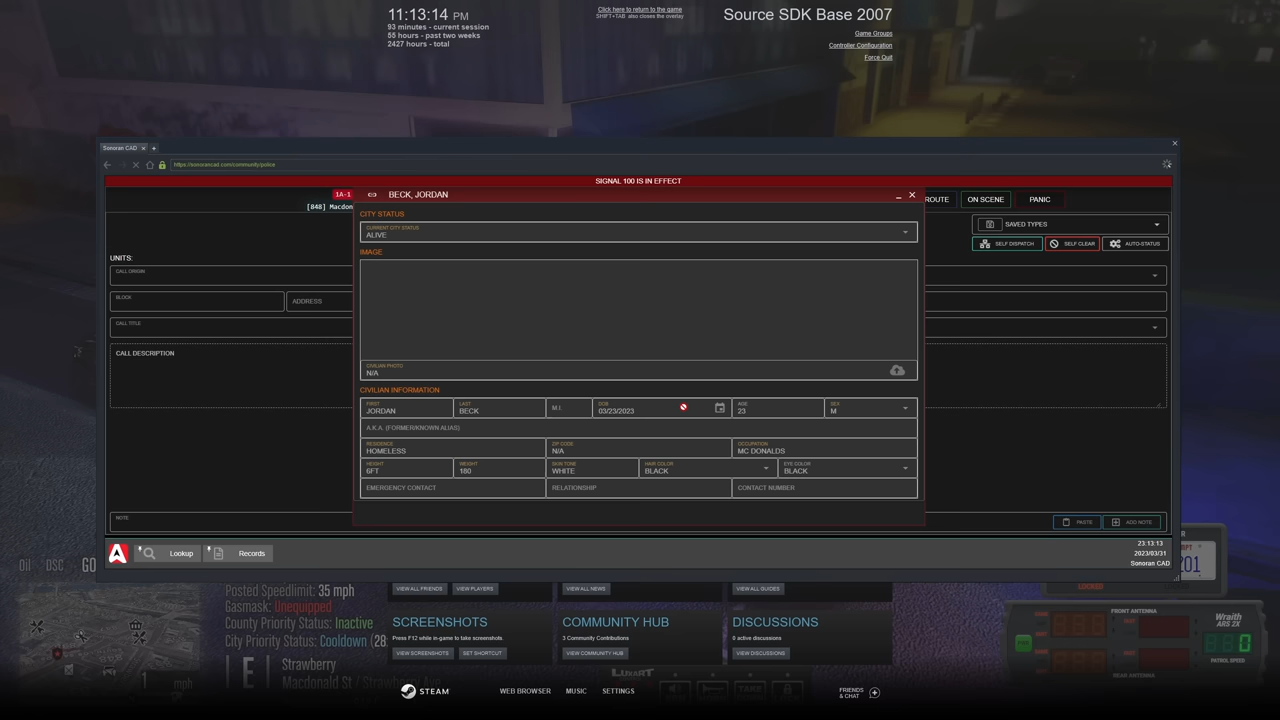 11:13:14 PM
93 minutes - current session
55 hours - past two weeks
2427 hours - total
Click here to return to the game
SHIFT+TAB also closes the overlay
Source SDK Base 2007
Game Groups
Controller Configuration
Force Quit
Sonoran CAD
https://sonorancad.com/community/police
SIGNAL 100 IS IN EFFECT
1A-1
BECK, JORDAN
ROUTE
ON SCENE
PANIC
[848] Macdon
CITY STATUS
CURRENT CITY STATUS
ALIVE
SAVED TYPES
SELF DISPATCH
SELF CLEAR
AUTO-STATUS
IMAGE
UNITS:
CALL ORIGIN
BLOCK
ADDRESS
CALL TITLE
CALL DESCRIPTION
CIVILIAN PHOTO
N/A
CIVILIAN INFORMATION
FIRST
JORDAN
LAST
BECK
M.I.
DOB
03/23/2023
AGE
23
SEX
M
A.K.A. (FORMER/KNOWN ALIAS)
RESIDENCE
HOMELESS
ZIP CODE
N/A
OCCUPATION
MC DONALDS
HEIGHT
6FT
WEIGHT
180
SKIN TONE
WHITE
HAIR COLOR
BLACK
EYE COLOR
BLACK
EMERGENCY CONTACT
RELATIONSHIP
CONTACT NUMBER
NOTE
PASTE
ADD NOTE
Lookup
Records
23:13:13
2023/03/31
Sonoran CAD
oil
DSC
GO
201
LOCKED
Posted Speedlimit: 35 mph
Gasmask: Unequipped
County Priority Status: Inactive
City Priority Status: Cooldown (28
E
Strawberry
Macdonald St / Strawberry Ave
1 mph
VIEW ALL FRIENDS
VIEW PLAYERS
VIEW ALL NEWS
VIEW ALL GUIDES
SCREENSHOTS
Press F12 while in-game to take screenshots.
VIEW SCREENSHOTS
SET SHORTCUT
COMMUNITY HUB
3 Community Contributions
VIEW COMMUNITY HUB
DISCUSSIONS
0 active discussions
VIEW DISCUSSIONS
FRONT ANTENNA
Wraith
ARS 2X
0
PATROL SPEED
REAR ANTENNA
LUXART
TAKE
STEAM
WEB BROWSER
MUSIC
SETTINGS
FRIENDS
& CHAT